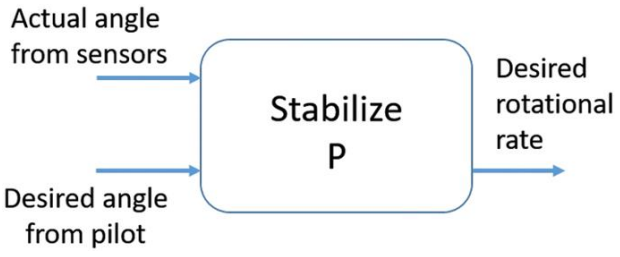 Actual angle
from sensors
Stabilize
P
Desired
rotational
rate
Desired angle
from pilot